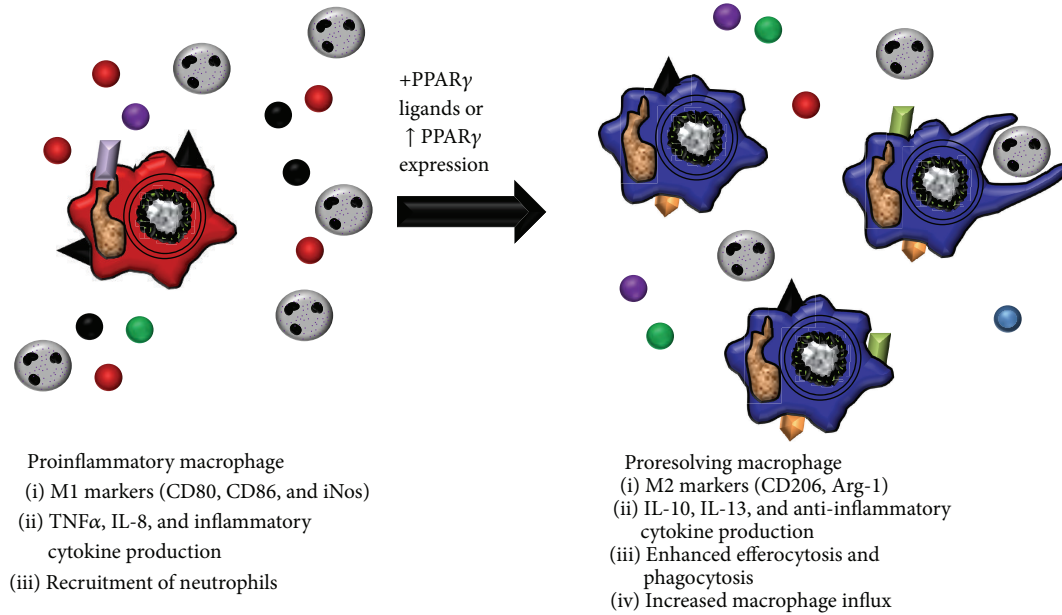 +PPARγ
ligands or
↑ PPARγ
expression
Proinflammatory macrophage
(i) M1 markers (CD80, CD86, and iNos)
(ii) TNFα, IL-8, and inflammatory
cytokine production
(iii) Recruitment of neutrophils
Proresolving macrophage
(i) M2 markers (CD206, Arg-1)
(ii) IL-10, IL-13, and anti-inflammatory
cytokine production
(iii) Enhanced efferocytosis and
phagocytosis
(iv) Increased macrophage influx